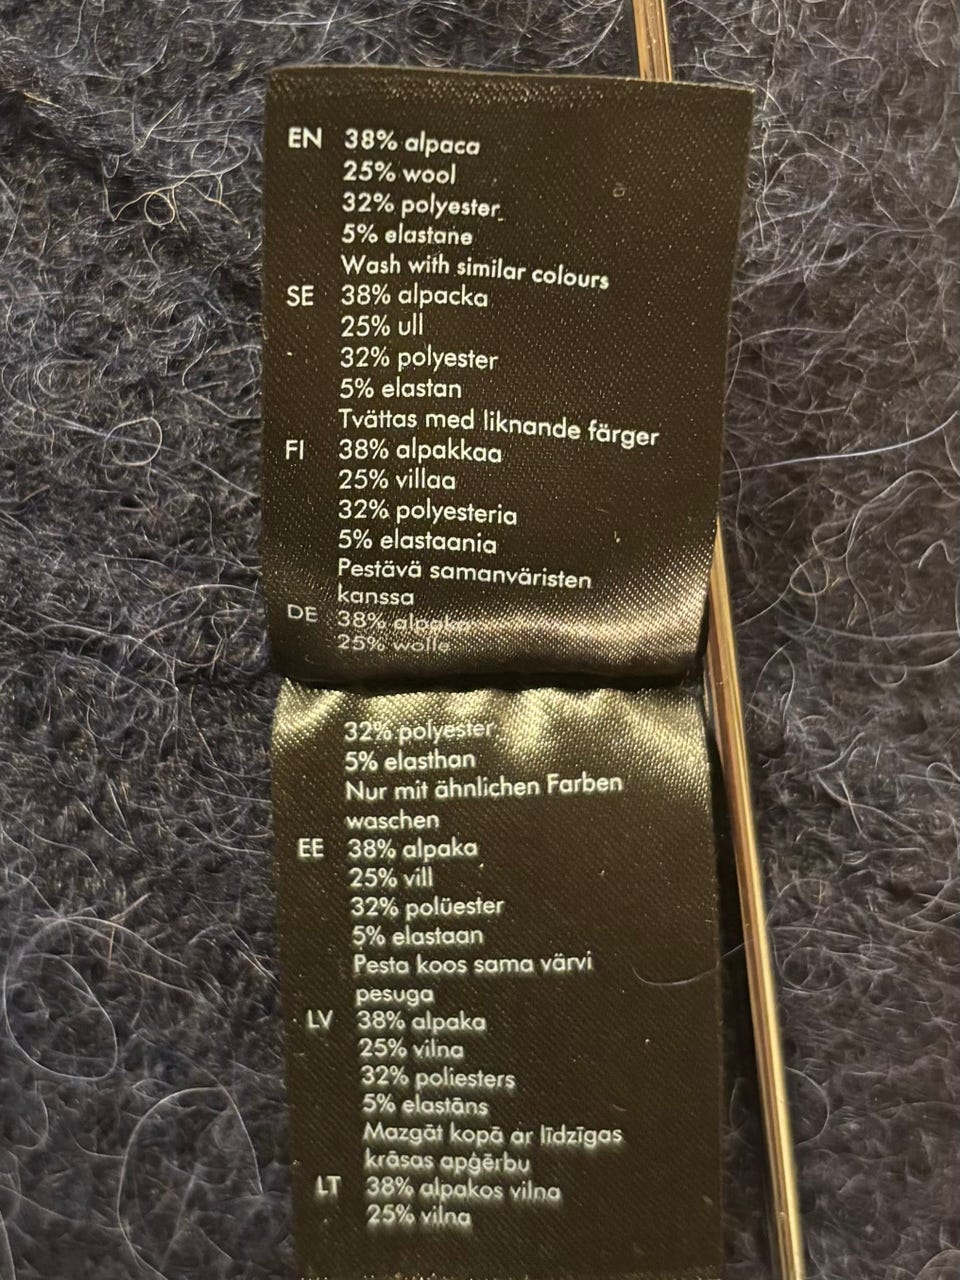 EN 38% alpaca
25% wool
32% polyester
5% elastane
Wash with similar colours
SE 38% alpacka
25% ull
32% polyester
5% elastan
Tvättas med liknande färger
FI 38% alpakkaa
25% villaa
32% polyesteria
5% elastaania
Pestävä samanväristen
kanssa
DE 38% alpaka
25% wolle
32% polyester
5% elasthan
Nur mit ähnlichen Farben
waschen
EE 38% alpaka
25% vill
32% polüester
5% elastaan
Pesta koos sama värvi
pesuga
LV 38% alpaka
25% vilna
32% poliesters
5% elastāns
Mazgāt kopā ar līdzīgas
krāsas apģērbu
LT 38% alpakos vilna
25% vilna